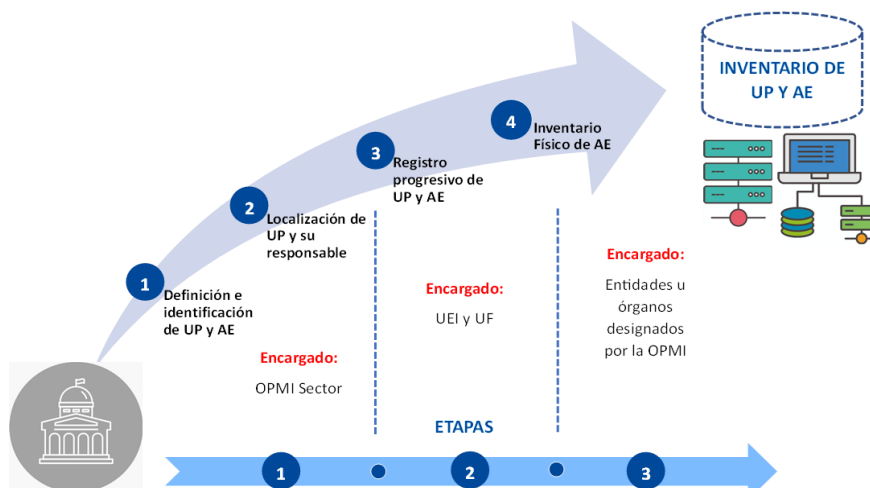 INVENTARIO DE
UP Y AE
4
Inventario
Físico de AE
3
Registro
progresivo de
UP y AE
2
Localización de
UP y su
responsable
1
Definición e
identificación
de UP y AE
Encargado:
OPMI Sector
Encargado:
UEI y UF
Encargado:
Entidades u
órganos
designados
por la OPMI
ETAPAS
1
2
3